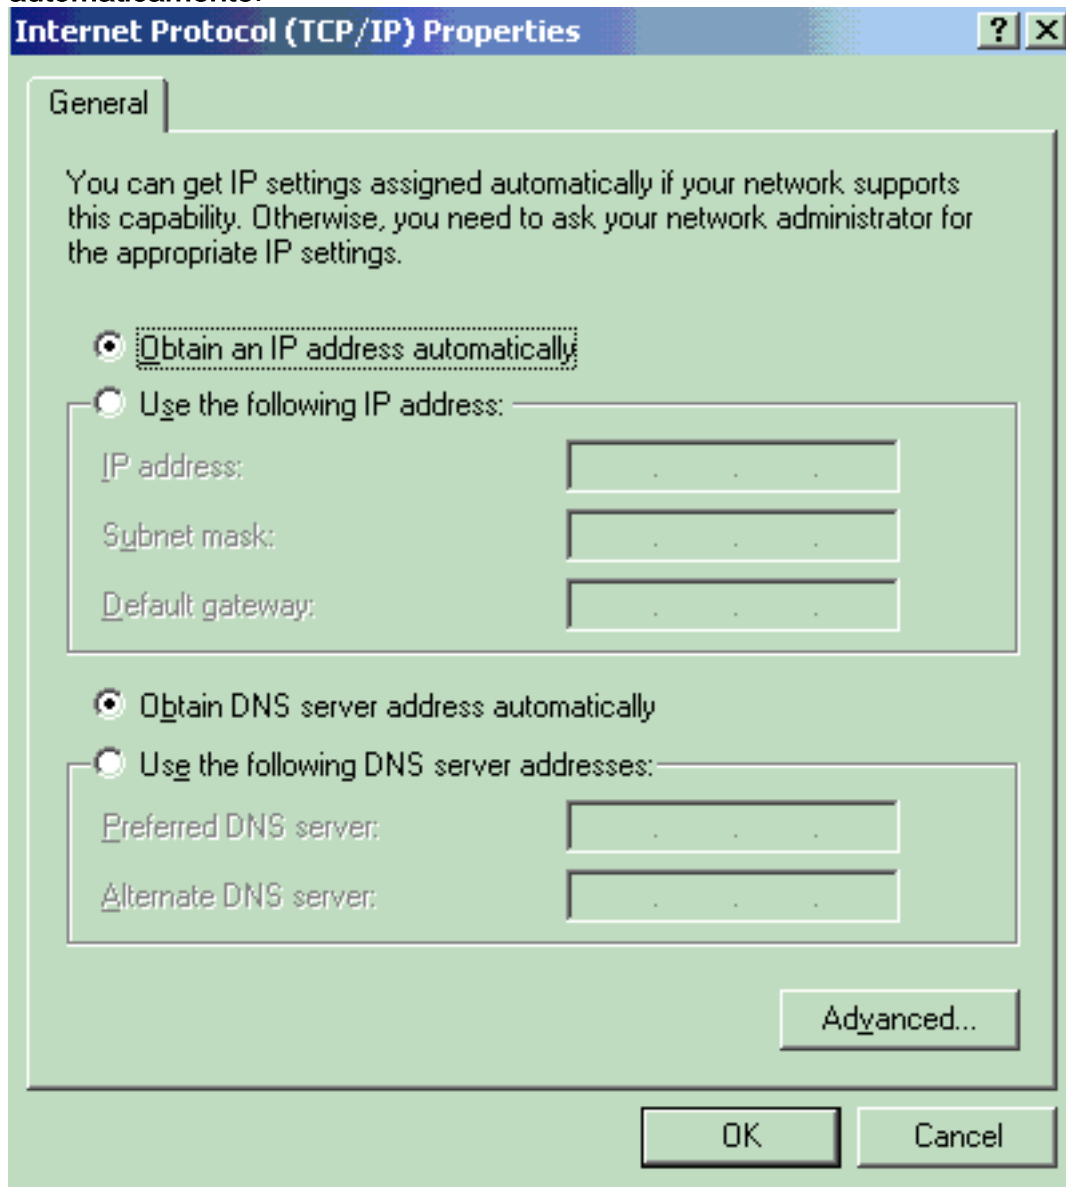 automaticamente.
Internet Protocol (TCP/IP) Properties
General
You can get IP settings assigned automatically if your network supports
this capability. Otherwise, you need to ask your network administrator for
the appropriate IP settings.
Obtain an IP address automatically
Use the following IP address:
IP address:
Subnet mask:
Default gateway:
Obtain DNS server address automatically
Use the following DNS server addresses:
Preferred DNS server:
Alternate DNS server:
Advanced...
OK
Cancel